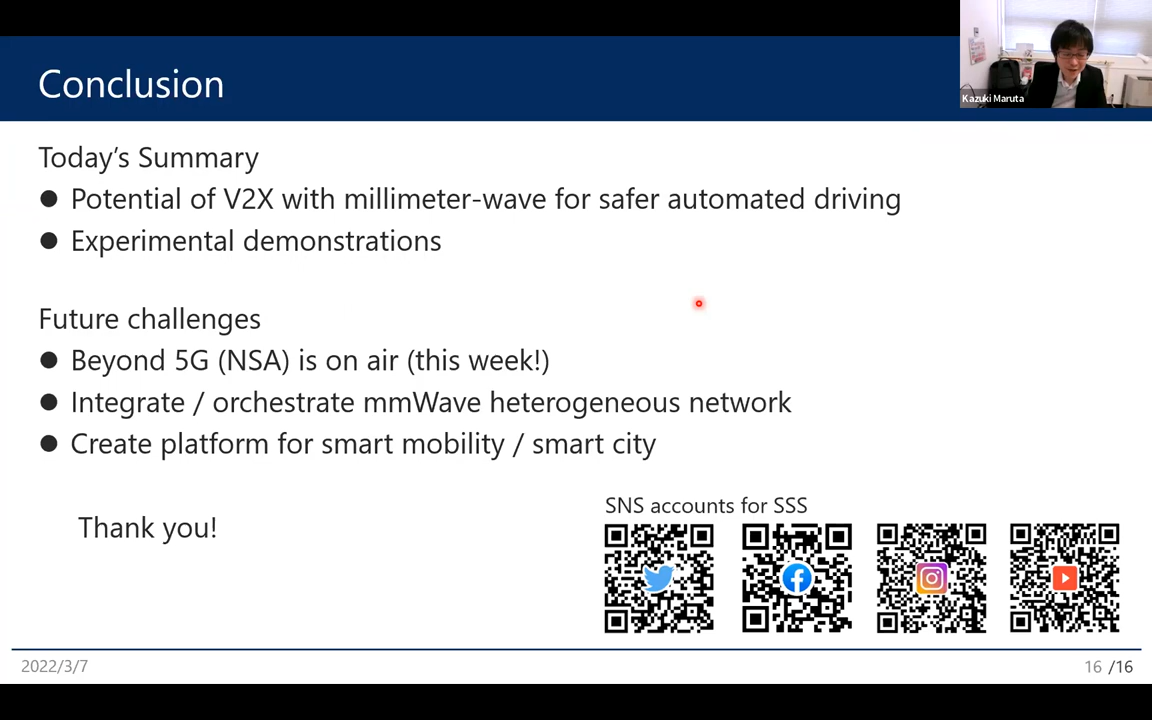 Conclusion
Kazuki Maruta
Today's Summary
● Potential of V2X with millimeter-wave for safer automated driving
● Experimental demonstrations
Future challenges
● Beyond 5G (NSA) is on air (this week!)
● Integrate / orchestrate mmWave heterogeneous network
● Create platform for smart mobility / smart city
Thank you!
SNS accounts for SSS
2022/3/7
16 /16